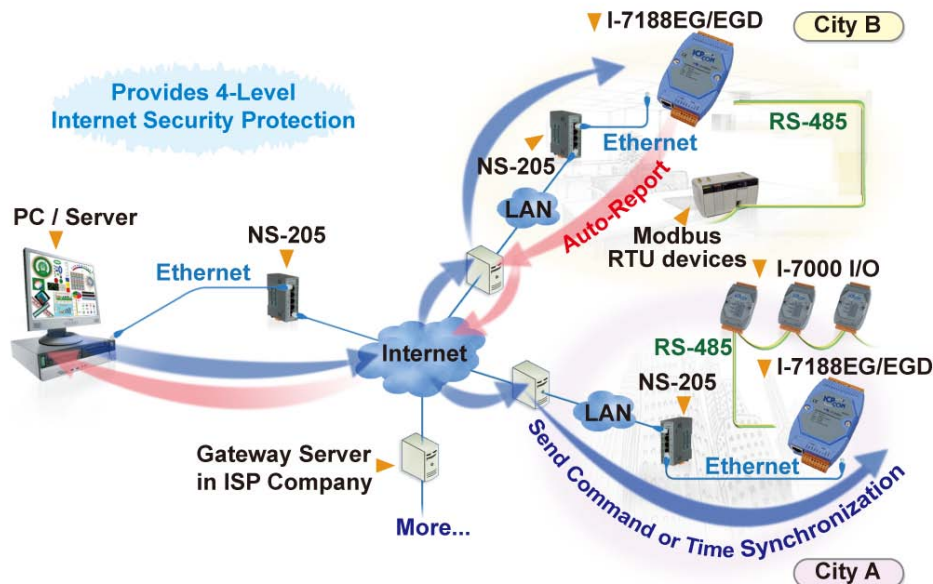 I-7188EG/EGD
City B
Provides 4-Level
Internet Security Protection
RS-485
Ethernet
NS-205
LAN
Auto-Report
Modbus
RTU devices
PC / Server
NS-205
Ethernet
I-7000 I/O
Internet
RS-485
I-7188EG/EGD
NS-205
LAN
Gateway Server
in ISP Company
Ethernet
Send Command or Time Synchronization
More...
City A